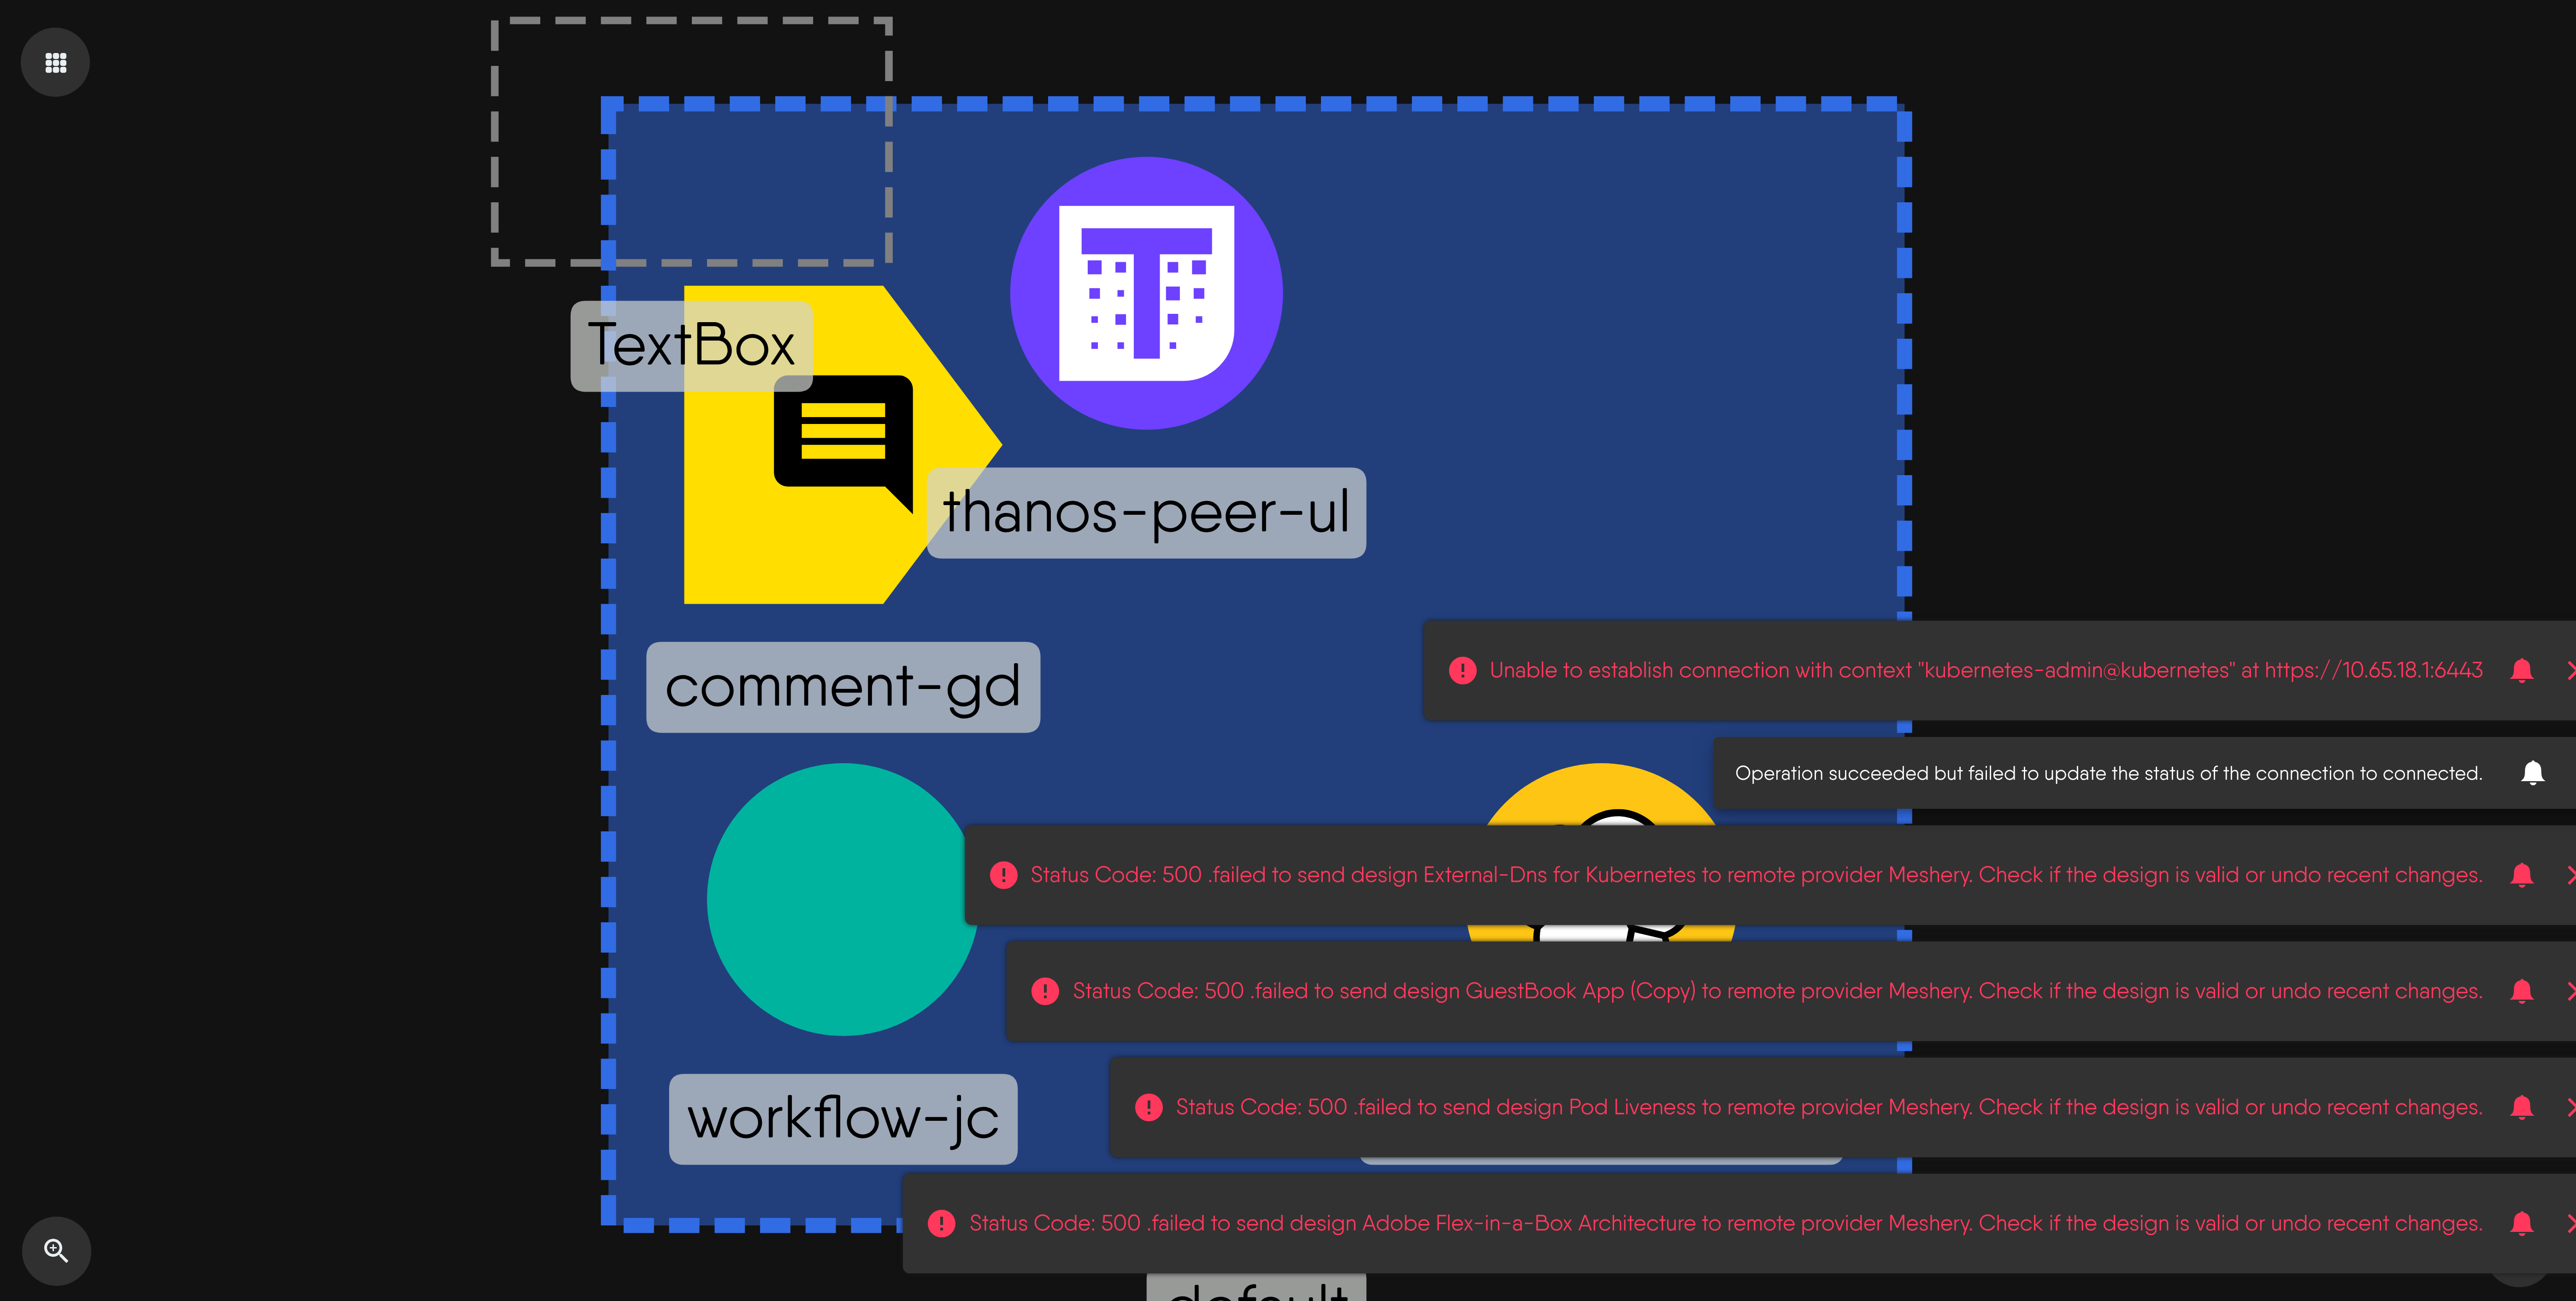 TextBox
thanos-peer-ul
comment-gd
Unable to establish connection with context "kubernetes-admin@kubernetes" at https://10.65.18.1:6443
Operation succeeded but failed to update the status of the connection to connected.
Status Code: 500 .failed to send design External-Dns for Kubernetes to remote provider Meshery. Check if the design is valid or undo recent changes.
Status Code: 500 .failed to send design GuestBook App (Copy) to remote provider Meshery. Check if the design is valid or undo recent changes.
Status Code: 500 .failed to send design Pod Liveness to remote provider Meshery. Check if the design is valid or undo recent changes.
workflow-jc
Status Code: 500 .failed to send design Adobe Flex-in-a-Box Architecture to remote provider Meshery. Check if the design is valid or undo recent changes.
default